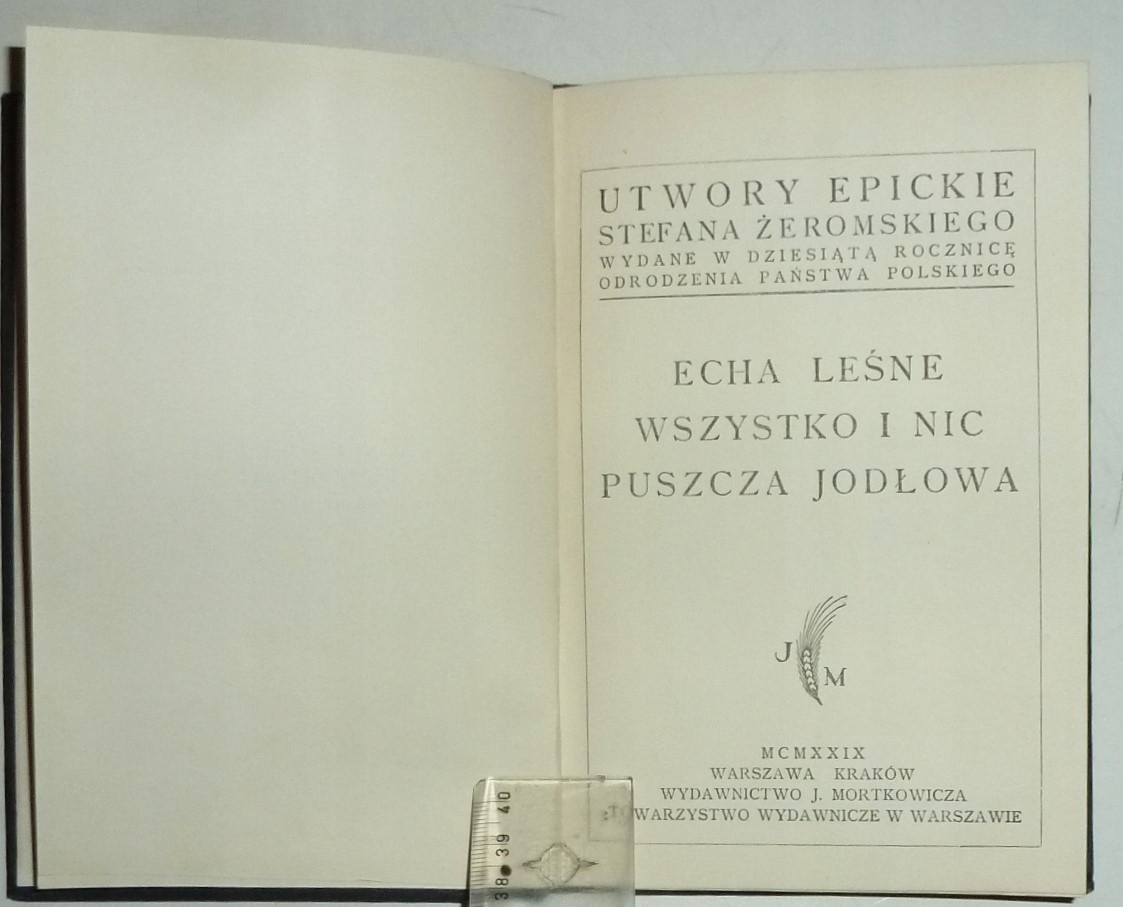 UTWORY EPICKIE
STEFANA ŻEROMSKIEGO
WYDANE W DZIESIĄTĄ ROCZNICĘ
ODRODZENIA PAŃSTWA POLSKIEGO
ECHA LEŚNE
WSZYSTKO I NIC
PUSZCZA JODŁOWA
J
M
MCMXXIX
WARSZAWA KRAKÓW
WYDAWNICTWO J. MORTKOWICZA
WARZYSTWO WYDAWNICZE W WARSZAWIE
38 39 40